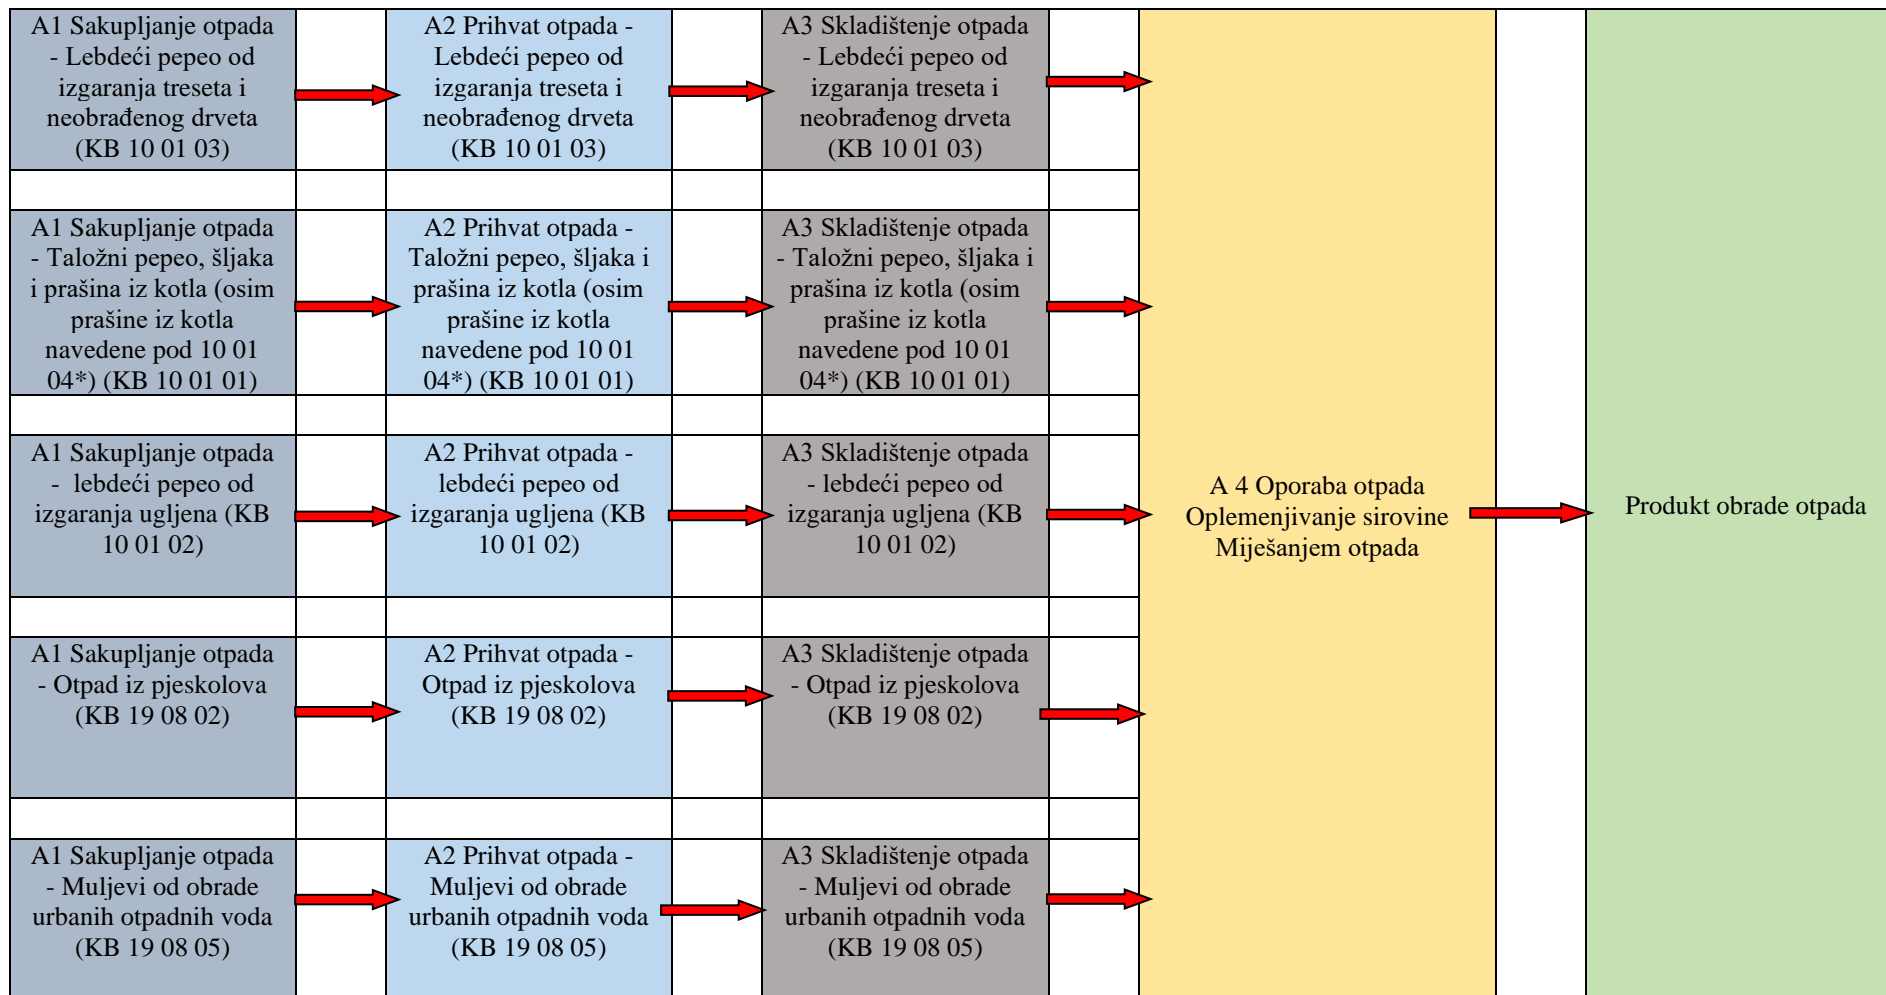 A1 Sakupljanje otpada
- Lebdeći pepeo od
izgaranja treseta i
neobrađenog drveta
(KB 10 01 03)
A2 Prihvat otpada -
Lebdeći pepeo od
izgaranja treseta i
neobrađenog drveta
(KB 10 01 03)
A3 Skladištenje otpada
- Lebdeći pepeo od
izgaranja treseta i
neobrađenog drveta
(KB 10 01 03)
A1 Sakupljanje otpada
- Taložni pepeo, šljaka
i prašina iz kotla (osim
prašine iz kotla
navedene pod 10 01
04*) (KB 10 01 01)
A2 Prihvat otpada -
Taložni pepeo, šljaka i
prašina iz kotla (osim
prašine iz kotla
navedene pod 10 01
04*) (KB 10 01 01)
A3 Skladištenje otpada
- Taložni pepeo, šljaka i
prašina iz kotla (osim
prašine iz kotla
navedene pod 10 01
04*) (KB 10 01 01)
A1 Sakupljanje otpada
- lebdeći pepeo od
izgaranja ugljena (KB
10 01 02)
A2 Prihvat otpada -
lebdeći pepeo od
izgaranja ugljena (KB
10 01 02)
A3 Skladištenje otpada
- lebdeći pepeo od
izgaranja ugljena (KB
10 01 02)
A 4 Oporaba otpada
Oplemenjivanje sirovine
Miješanjem otpada
Produkt obrade otpada
A1 Sakupljanje otpada
- Otpad iz pjeskolova
(KB 19 08 02)
A2 Prihvat otpada -
Otpad iz pjeskolova
(KB 19 08 02)
A3 Skladištenje otpada
- Otpad iz pjeskolova
(KB 19 08 02)
A1 Sakupljanje otpada
- Muljevi od obrade
urbanih otpadnih voda
(KB 19 08 05)
A2 Prihvat otpada -
Muljevi od obrade
urbanih otpadnih voda
(KB 19 08 05)
A3 Skladištenje otpada
- Muljevi od obrade
urbanih otpadnih voda
(KB 19 08 05)